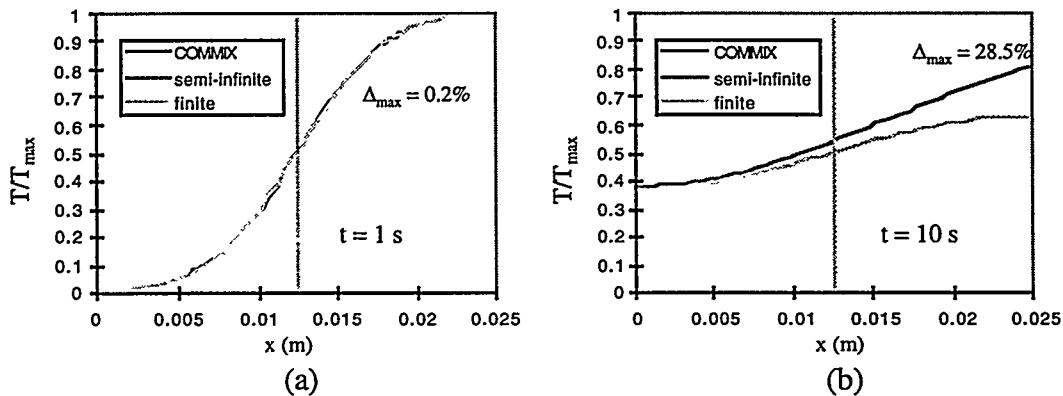 1
0.9
0.8
0.7
0.6
0.5
0.4
0.3
0.2
0.1
0
T/Tmax
COMMIX
semi-infinite
finite
Δmax = 0.2%
t = 1 s
0 0.005 0.01 0.015 0.02 0.025
x (m)
(a)
1
0.9
0.8
0.7
0.6
0.5
0.4
0.3
0.2
0.1
0
T/Tmax
COMMIX
semi-infinite
finite
Δmax = 28.5%
t = 10 s
0 0.005 0.01 0.015 0.02 0.025
x (m)
(b)